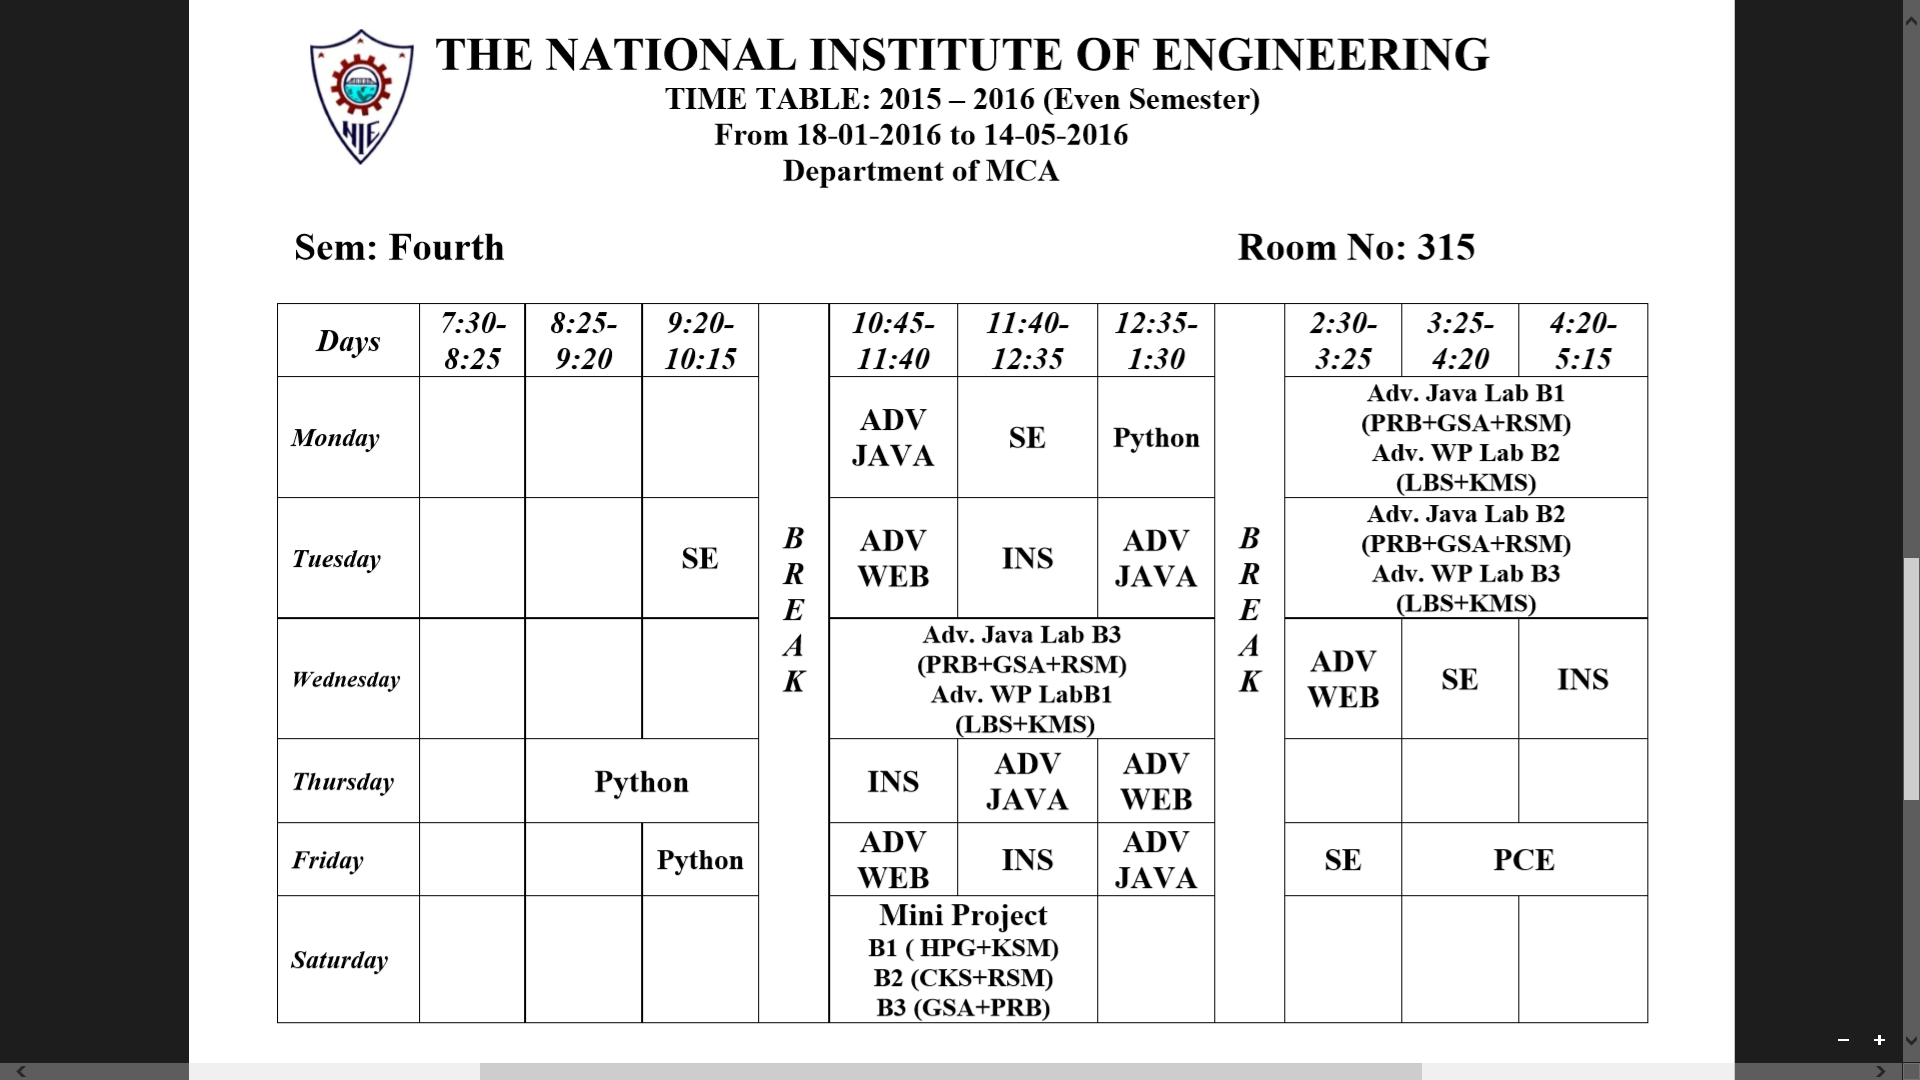 NIE
THE NATIONAL INSTITUTE OF ENGINEERING
TIME TABLE: 2015 – 2016 (Even Semester)
From 18-01-2016 to 14-05-2016
Department of MCA
Sem: Fourth
Room No: 315
Days
7:30-
8:25
8:25-
9:20
9:20-
10:15
B
R
E
A
K
10:45-
11:40
11:40-
12:35
12:35-
1:30
B
R
E
A
K
2:30-
3:25
3:25-
4:20
4:20-
5:15
Monday
ADV
JAVA
SE
Python
Adv. Java Lab B1
(PRB+GSA+RSM)
Adv. WP Lab B2
(LBS+KMS)
Tuesday
SE
ADV
WEB
INS
ADV
JAVA
Adv. Java Lab B2
(PRB+GSA+RSM)
Adv. WP Lab B3
(LBS+KMS)
Wednesday
Adv. Java Lab B3
(PRB+GSA+RSM)
Adv. WP LabB1
(LBS+KMS)
ADV
WEB
SE
INS
Thursday
Python
INS
ADV
JAVA
ADV
WEB
Friday
Python
ADV
WEB
INS
ADV
JAVA
SE
PCE
Saturday
Mini Project
B1 ( HPG+KSM)
B2 (CKS+RSM)
B3 (GSA+PRB)